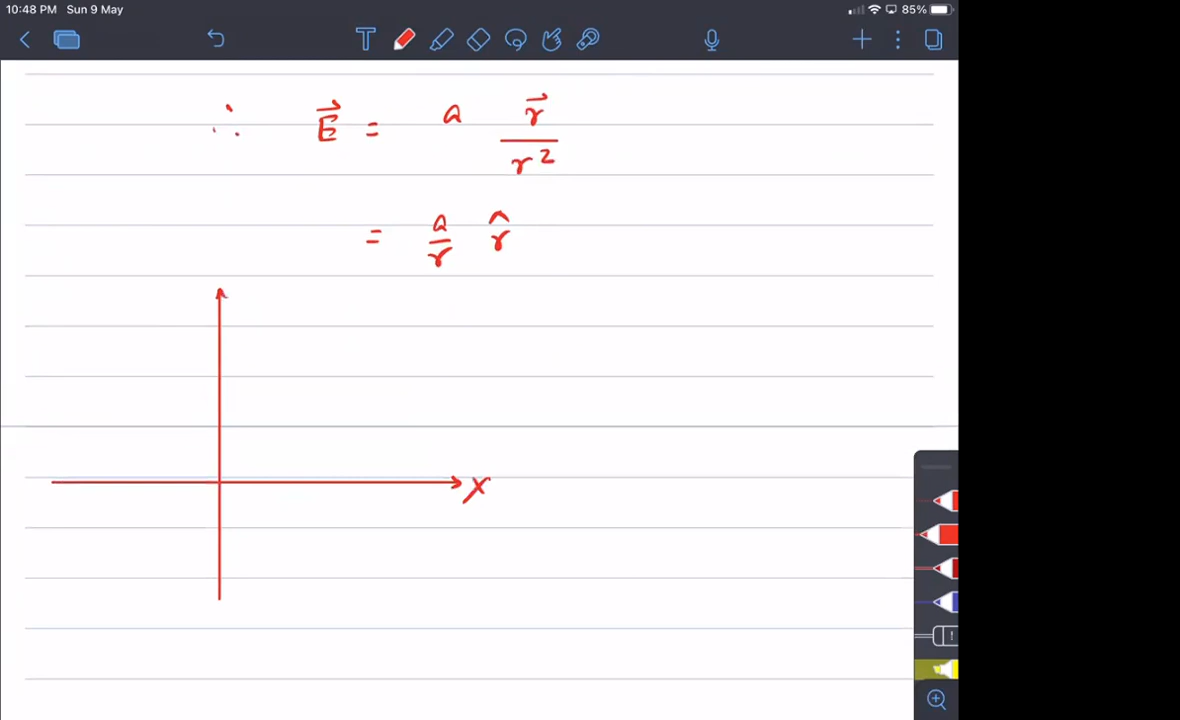 10:48 PM Sun 9 May 85%
T
∴ E⃗ = a r⃗ / r²
= a/r r̂
X